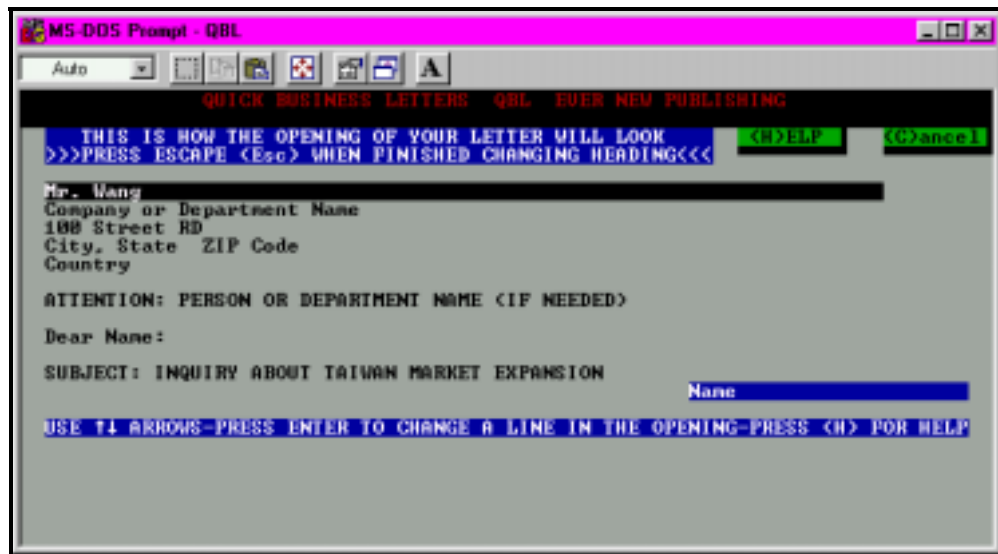 MS-DOS Prompt - QBL
Auto
A
QUICK BUSINESS LETTERS QBL EVER NEW PUBLISHING
THIS IS HOW THE OPENING OF YOUR LETTER WILL LOOK
(H)ELP
(C)ancel
>>>PRESS ESCAPE (Esc) WHEN FINISHED CHANGING HEADING<<<
Mr. Wang
Company or Department Name
100 Street RD
City, State ZIP Code
Country
ATTENTION: PERSON OR DEPARTMENT NAME (IF NEEDED)
Dear Name:
SUBJECT: INQUIRY ABOUT TAIWAN MARKET EXPANSION
Name
USE ↑↓ ARROWS-PRESS ENTER TO CHANGE A LINE IN THE OPENING-PRESS (H) FOR HELP